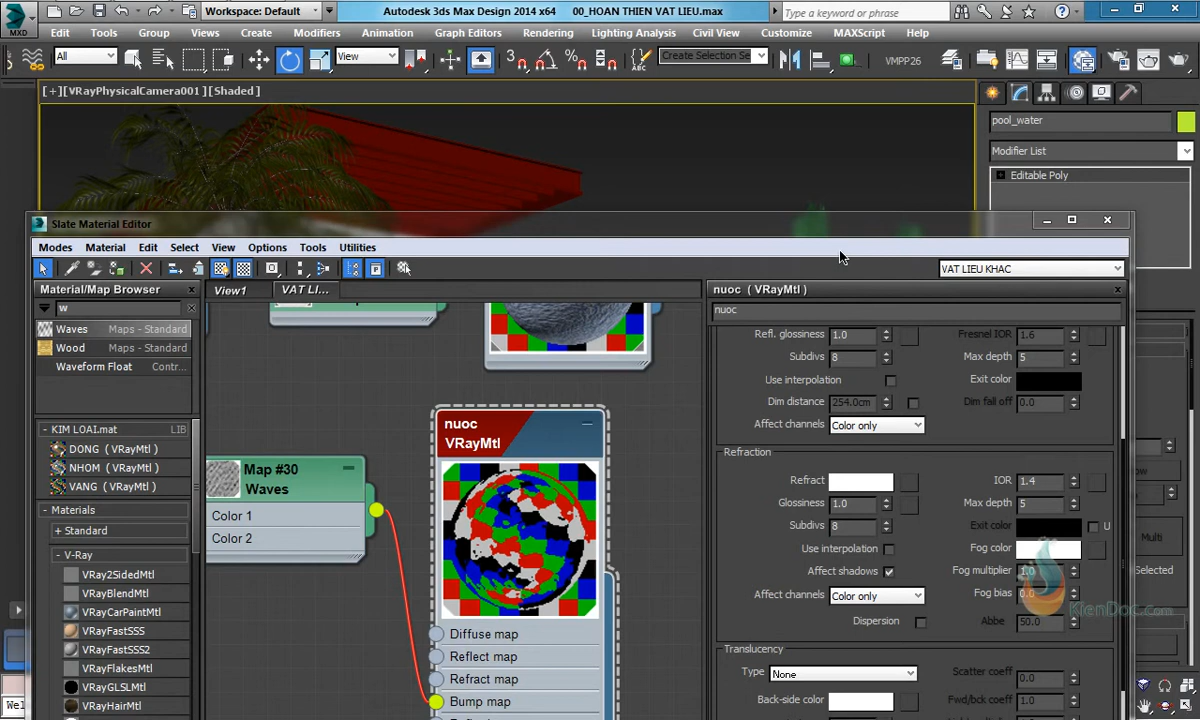 MXD
Workspace: Default
Autodesk 3ds Max Design 2014 x64 00_HOAN THIEN VAT LIEU.max
Type a keyword or phrase
Edit Tools Group Views Create Modifiers Animation Graph Editors Rendering Lighting Analysis Civil View Customize MAXScript Help
All
View
3
Create Selection Se
VMPP26
[+][VRayPhysicalCamera001][Shaded]
pool_water
Modifier List
Editable Poly
Slate Material Editor
Modes Material Edit Select View Options Tools Utilities
VAT LIEU KHAC
Material/Map Browser
View1
VAT LI...
nuoc ( VRayMtl )
w
nuoc
Waves Maps - Standard
Wood Maps - Standard
Waveform Float Contr...
Refl. glossiness 1.0 Fresnel IOR 1.6
Subdivs 8 Max depth 5
Use interpolation Exit color
Dim distance 254.0cm Dim fall off 0.0
Affect channels Color only
- KIM LOAI.mat LIB
DONG ( VRayMtl )
NHOM ( VRayMtl )
VANG ( VRayMtl )
- Materials
+ Standard
- V-Ray
VRay2SidedMtl
VRayBlendMtl
VRayCarPaintMtl
VRayFastSSS
VRayFastSSS2
VRayFlakesMtl
VRayGLSLMtl
VRayHairMtl
Map #30
Waves
Color 1
Color 2
nuoc
VRayMtl
Diffuse map
Reflect map
Refract map
Bump map
Refraction
Refract IOR 1.4
Glossiness 1.0 Max depth 5
Subdivs 8 Exit color U
Use interpolation Fog color
Affect shadows Fog multiplier 1.0
Affect channels Color only Fog bias 0.0
Dispersion Abbe 50.0
Translucency
Type None Scatter coeff 0.0
Back-side color Fwd/bck coeff 1.0
Multi
Selected
KienDoc.com
Wel